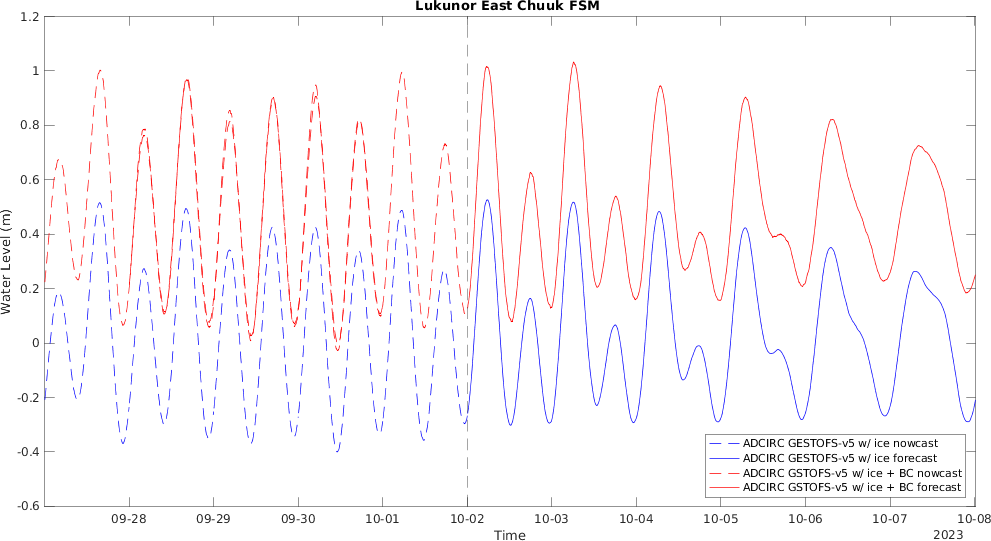 Lukunor East Chuuk FSM
1.2
1
0.8
0.6
0.4
0.2
0
-0.2
-0.4
-0.6
Water Level (m)
ADCIRC GESTOFS-v5 w/ ice nowcast
ADCIRC GESTOFS-v5 w/ ice forecast
ADCIRC GSTOFS-v5 w/ ice + BC nowcast
ADCIRC GSTOFS-v5 w/ ice + BC forecast
09-28 09-29 09-30 10-01 10-02 10-03 10-04 10-05 10-06 10-07 10-08
Time
2023